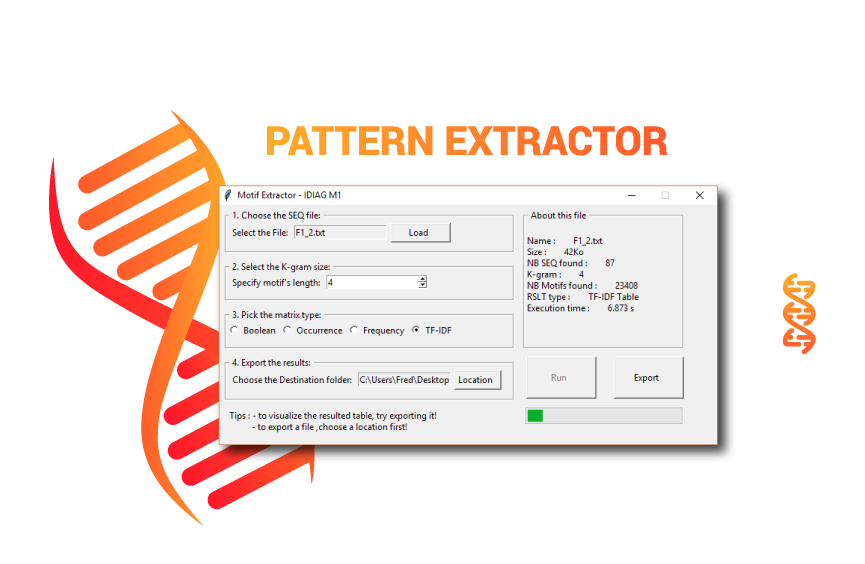 PATTERN EXTRACTOR
Motif Extractor - IDIAG M1
1. Choose the SEQ file:
Select the File: F1_2.txt Load
2. Select the K-gram size:
Specify motif's length: 4
3. Pick the matrix type:
Boolean Occurrence Frequency TF-IDF
4. Export the results:
Choose the Destination folder: C:\Users\Fred\Desktop Location
Tips : - to visualize the resulted table, try exporting it!
- to export a file ,choose a location first!
About this file
Name : F1_2.txt
Size : 42Ko
NB SEQ found : 87
K-gram : 4
NB Motifs found : 23408
RSLT type : TF-IDF Table
Execution time : 6.873 s
Run Export